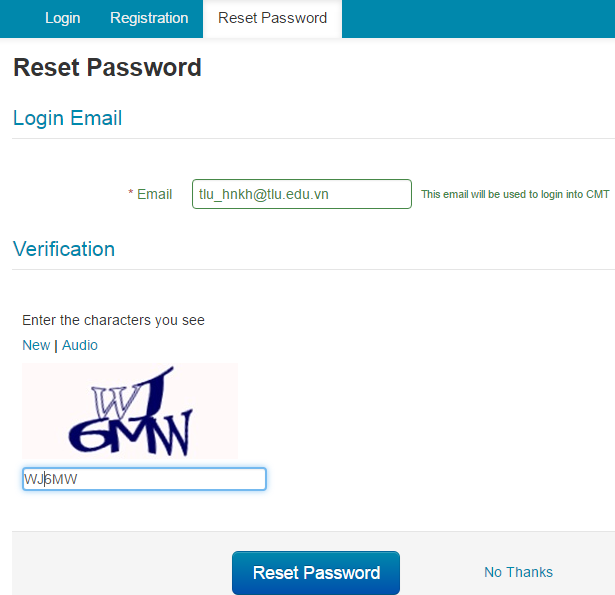 Login Registration Reset Password
Reset Password
Login Email
* Email tlu_hnkh@tlu.edu.vn This email will be used to login into CMT
Verification
Enter the characters you see
New | Audio
WJ
6MW
WJ6MW
Reset Password No Thanks